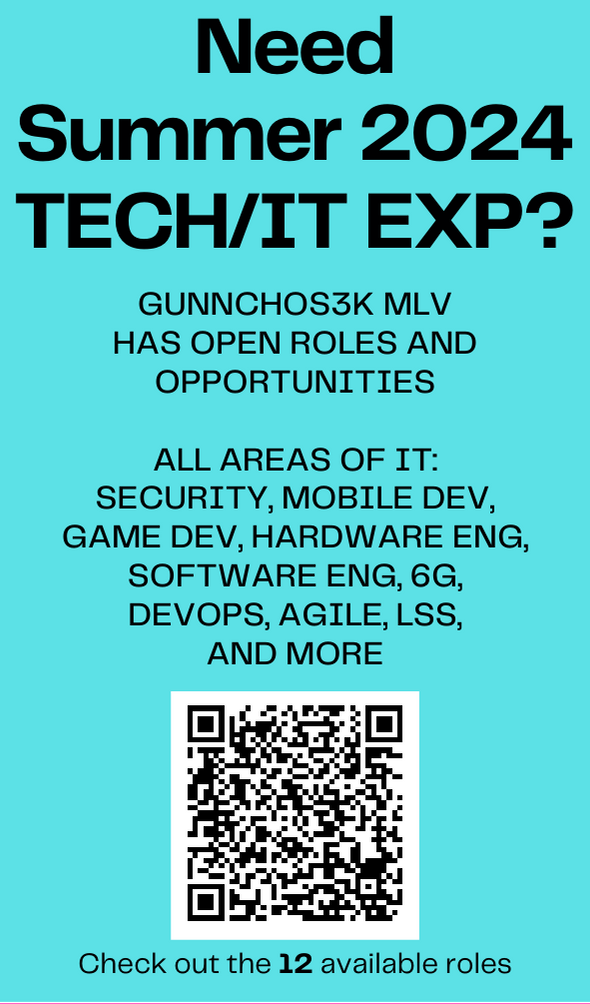 Need
Summer 2024
TECH/IT EXP?
GUNNCHOS3K MLV
HAS OPEN ROLES AND
OPPORTUNITIES
ALL AREAS OF IT:
SECURITY, MOBILE DEV,
GAME DEV, HARDWARE ENG,
SOFTWARE ENG, 6G,
DEVOPS, AGILE, LSS,
AND MORE
Check out the 12 available roles